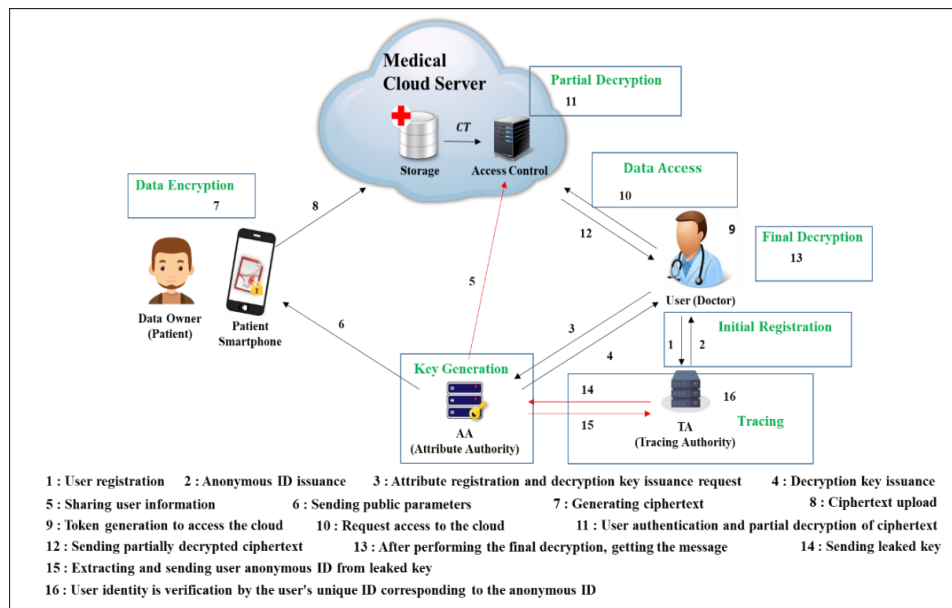 Medical
Cloud Server
Partial Decryption
11
CT
Storage
Access Control
Data Access
10
Data Encryption
7
8
12
9
Final Decryption
13
User (Doctor)
5
Data Owner
(Patient)
Patient
Smartphone
6
3
4
1
2
Initial Registration
Key Generation
14
15
16
Tracing
AA
(Attribute Authority)
TA
(Tracing Authority)
1 : User registration 2 : Anonymous ID issuance 3 : Attribute registration and decryption key issuance request 4 : Decryption key issuance
5 : Sharing user information 6 : Sending public parameters 7 : Generating ciphertext 8 : Ciphertext upload
9 : Token generation to access the cloud 10 : Request access to the cloud 11 : User authentication and partial decryption of ciphertext
12 : Sending partially decrypted ciphertext 13 : After performing the final decryption, getting the message 14 : Sending leaked key
15 : Extracting and sending user anonymous ID from leaked key
16 : User identity is verification by the user's unique ID corresponding to the anonymous ID